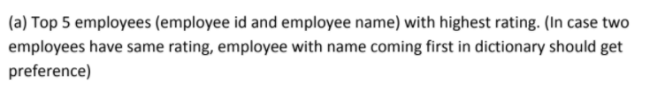 (a) Top 5 employees (employee id and employee name) with highest rating. (In case two
employees have same rating, employee with name coming first in dictionary should get
preference)